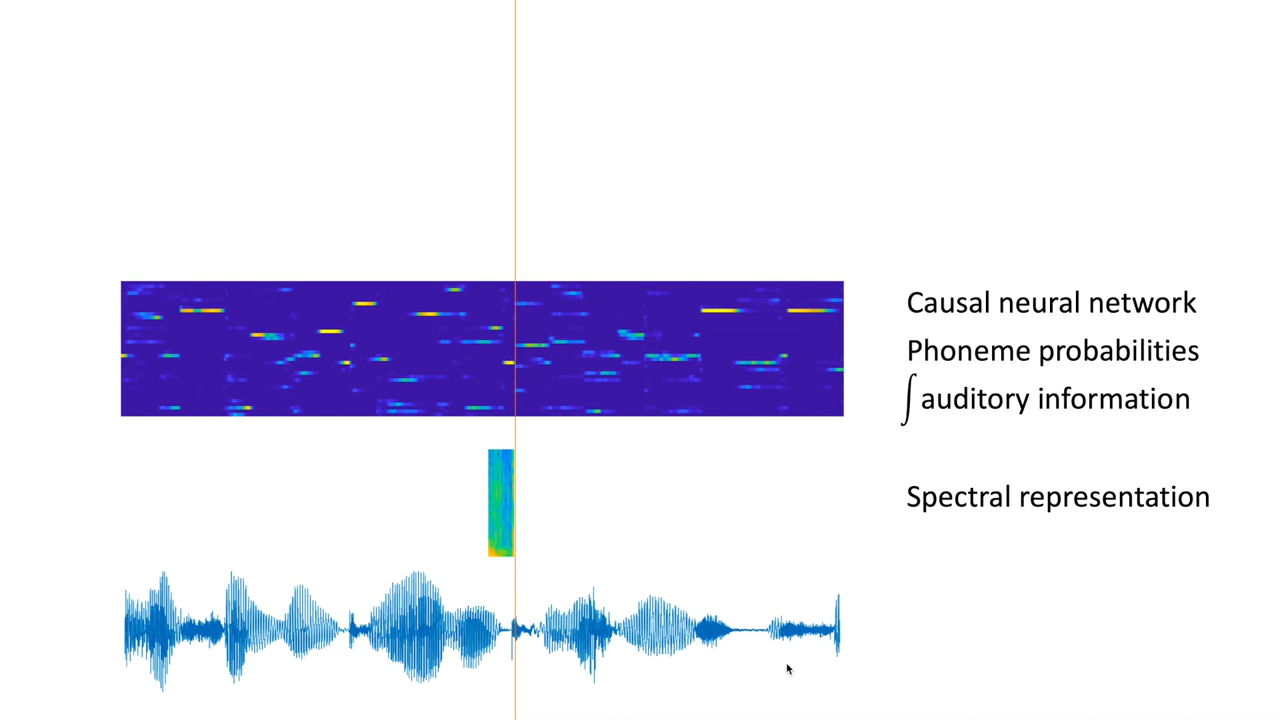 Causal neural network
Phoneme probabilities
∫ auditory information
Spectral representation